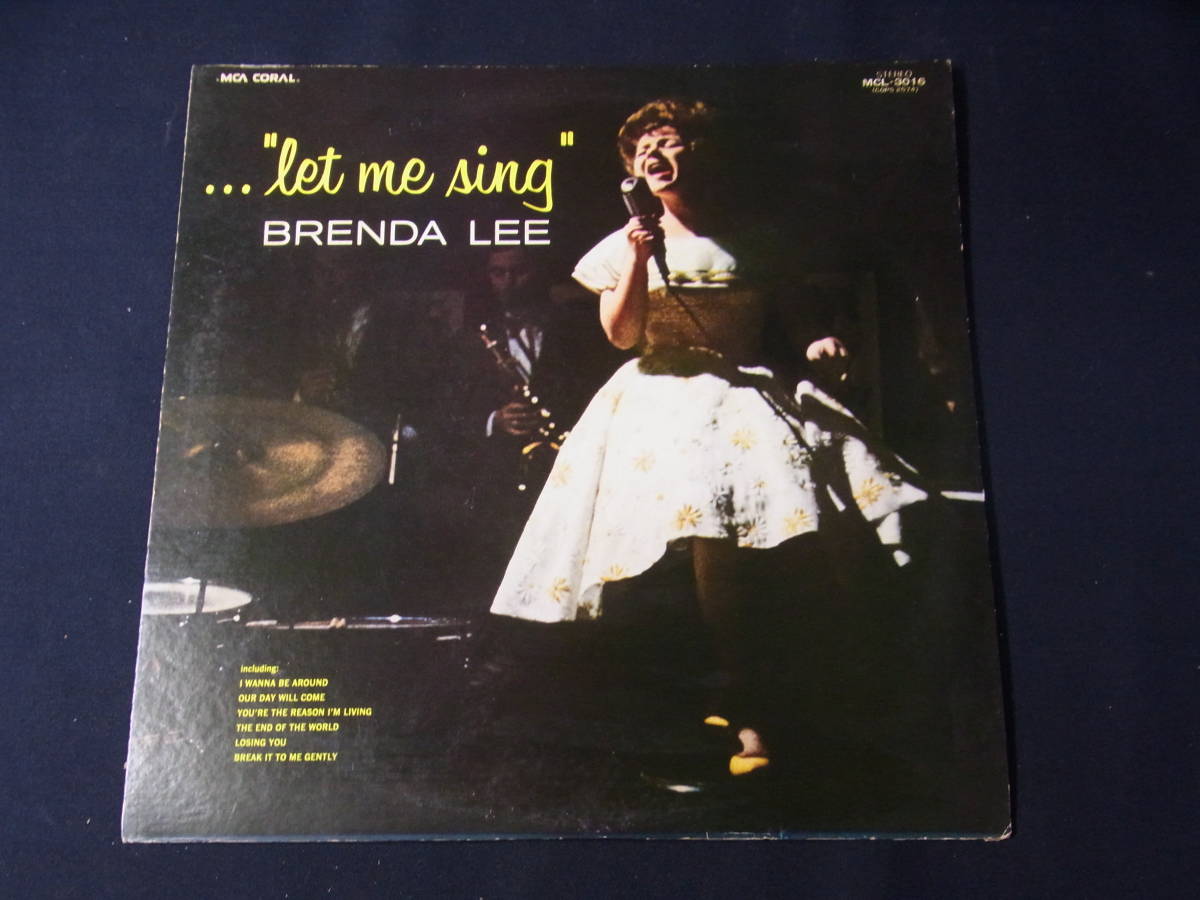 MCA CORAL
STEREO
MCL-3016
(COPS 2574)
..."let me sing"
BRENDA LEE
including:
I WANNA BE AROUND
OUR DAY WILL COME
YOU'RE THE REASON I'M LIVING
THE END OF THE WORLD
LOSING YOU
BREAK IT TO ME GENTLY